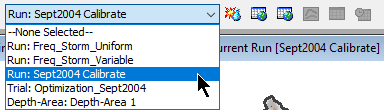 Run: Sept2004 Calibrate
--None Selected--
Run: Freq_Storm_Uniform
Run: Freq_Storm_Variable
Run: Sept2004 Calibrate
Trial: Optimization_Sept2004
Depth-Area: Depth-Area 1
urrent Run [Sept2004 Calibrate]